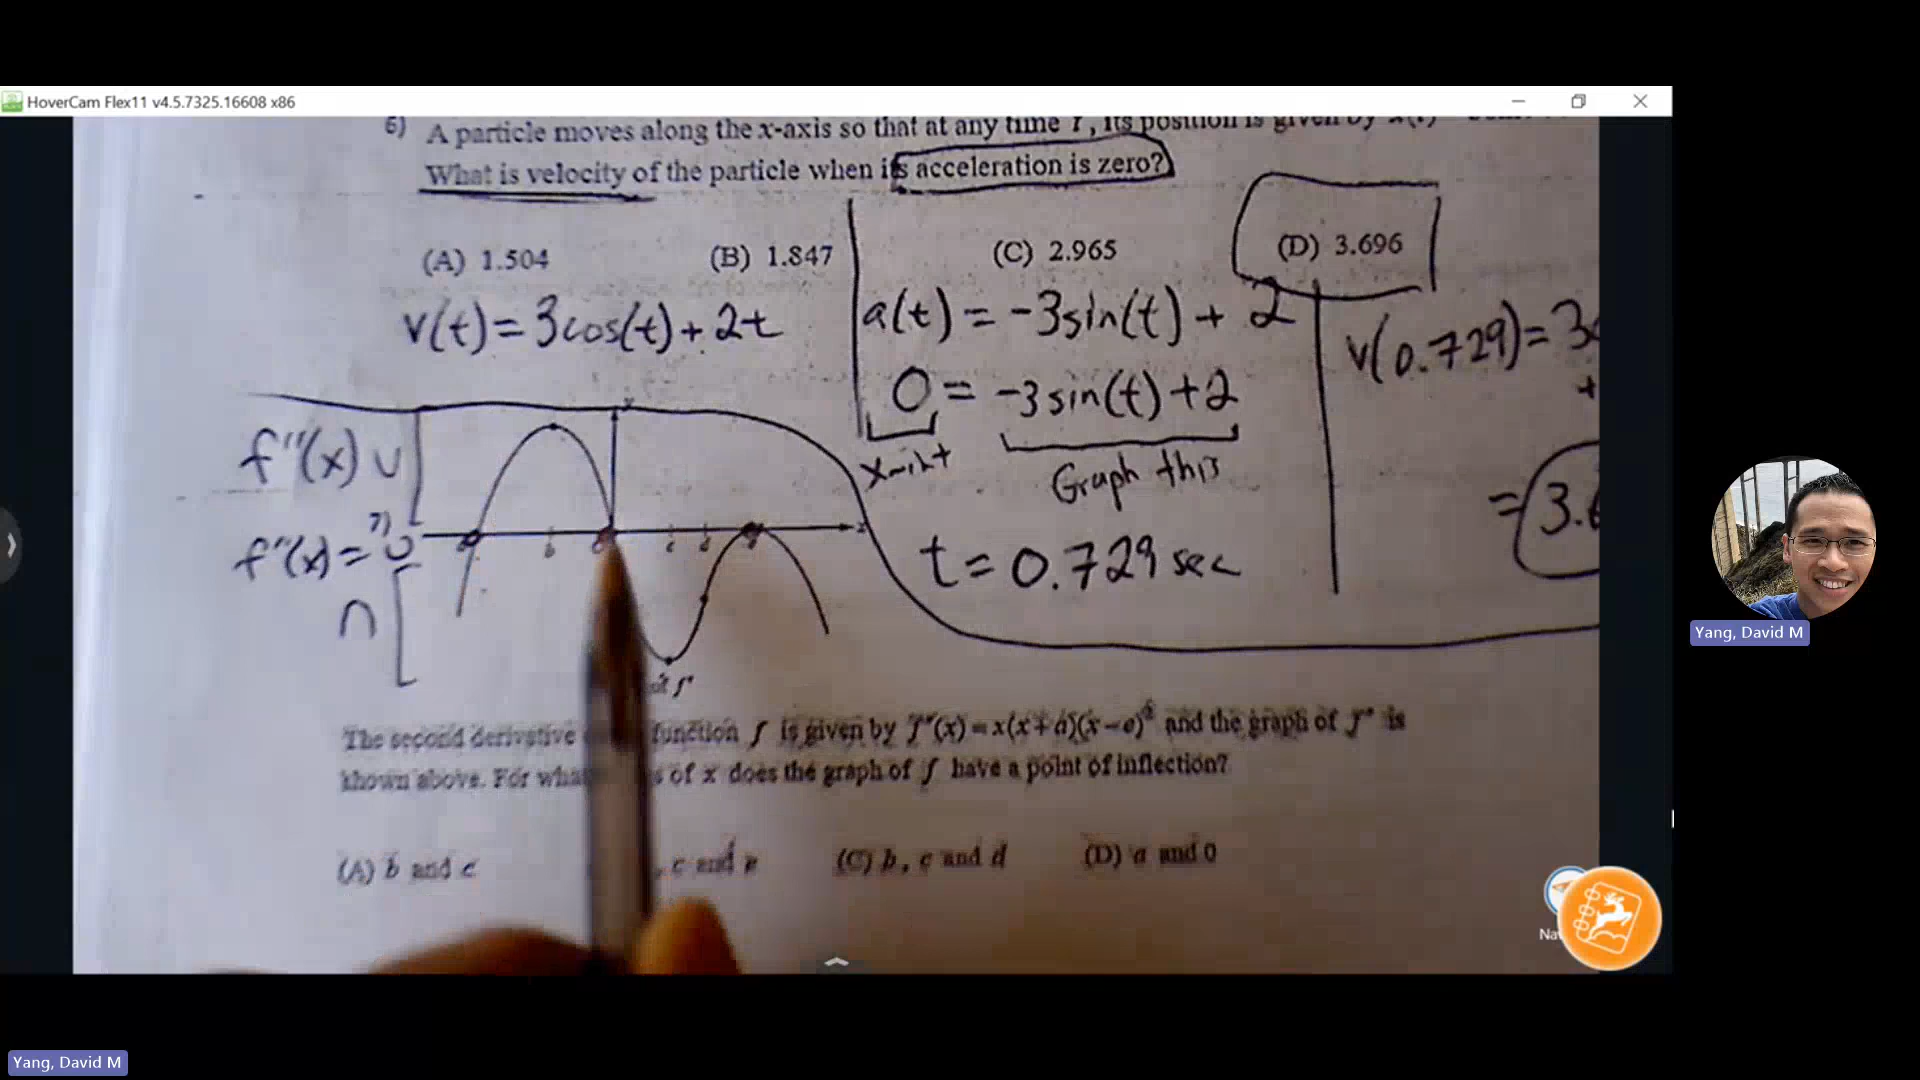 HoverCam Flex11 v4.5.7325.16608 x86
6) A particle moves along the x-axis so that at any time t, its position is given by
What is velocity of the particle when its acceleration is zero?
(A) 1.504 (B) 1.847 (C) 2.965 (D) 3.696
v(t) = 3cos(t) + 2t
a(t) = -3sin(t) + 2
0 = -3sin(t) + 2
x-int
Graph this
t = 0.729 sec
v(0.729) = 3
+
= 3.6
f''(x) ∪
7)
f''(x) = 0
∩
b c d
The second derivative function f is given by and the graph of f" is
shown above. For of x does the graph of f have a point of inflection?
(A) b and c , c and e (C) b, c and d (D) a and 0
Na
Yang, David M
Yang, David M